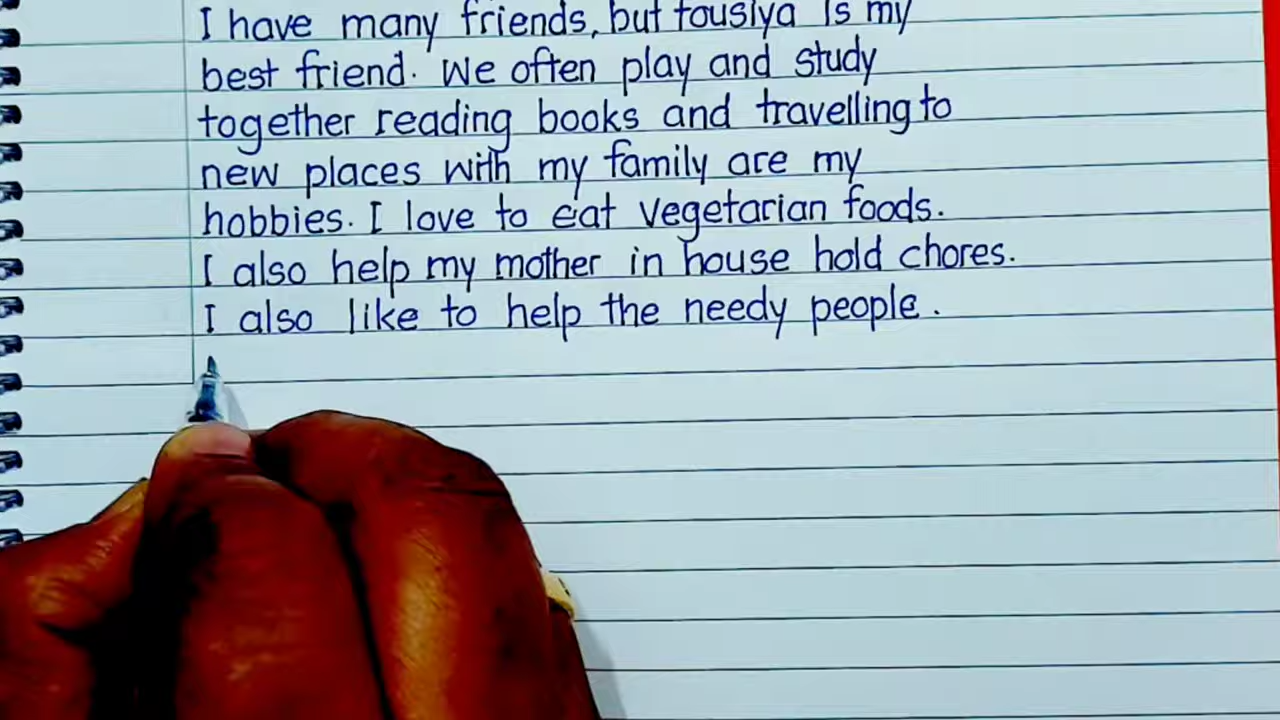 I have many friends, but fousiya is my
best friend. We often play and study
together reading books and travelling to
new places with my family are my
hobbies. I love to eat vegetarian foods.
I also help my mother in house hold chores.
I also like to help the needy people.